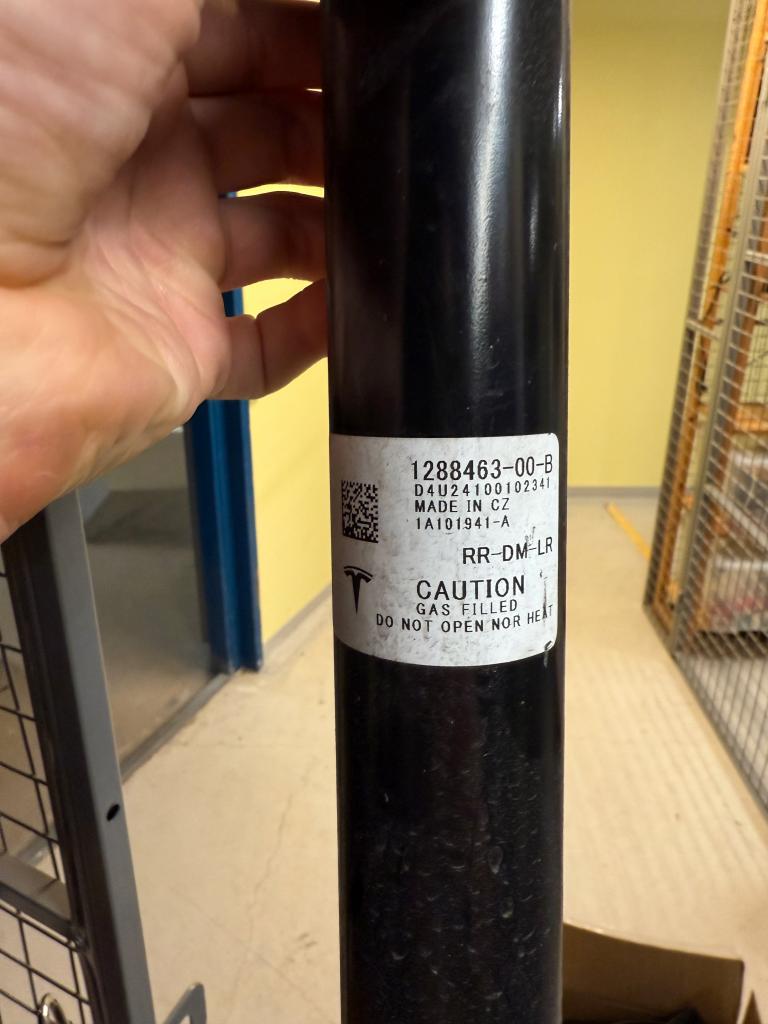 1288463-00-B
D4U24100102341
MADE IN CZ
1A101941-A
RR-DM-LR
CAUTION
GAS FILLED
DO NOT OPEN NOR HEAT